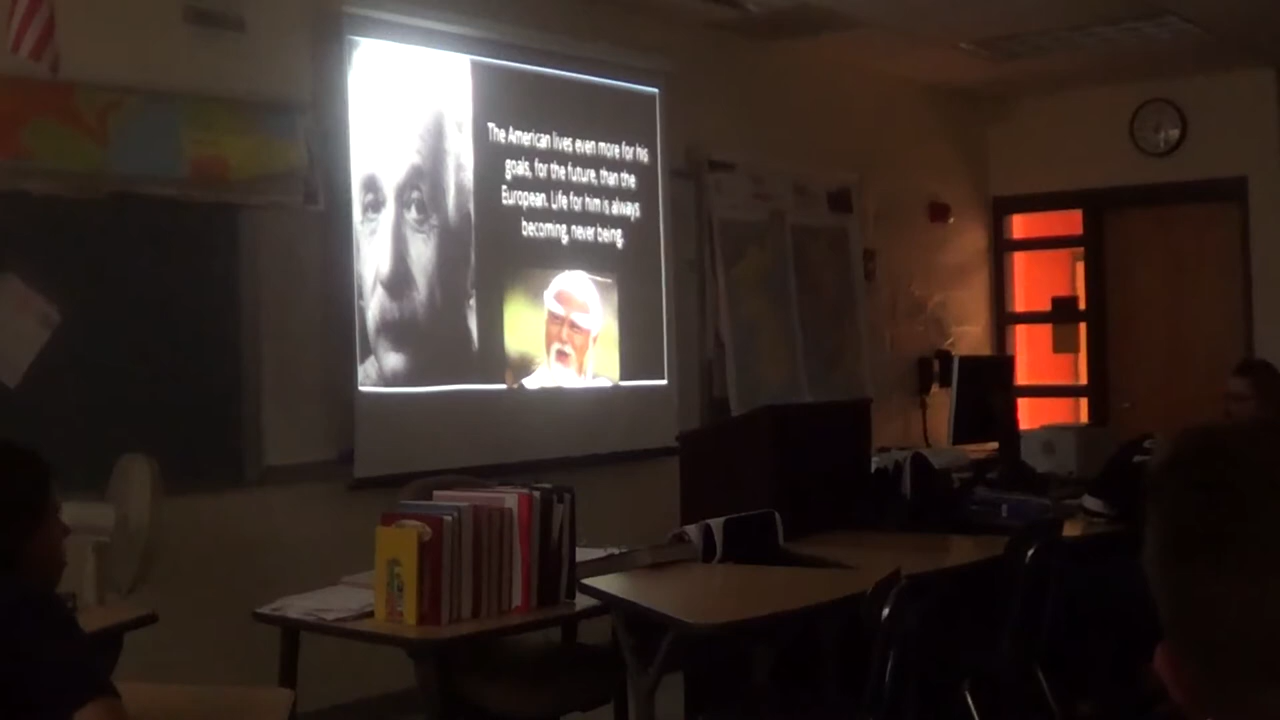 The American lives even more for his
goals, for the future, than the
European. Life for him is always
becoming, never being.